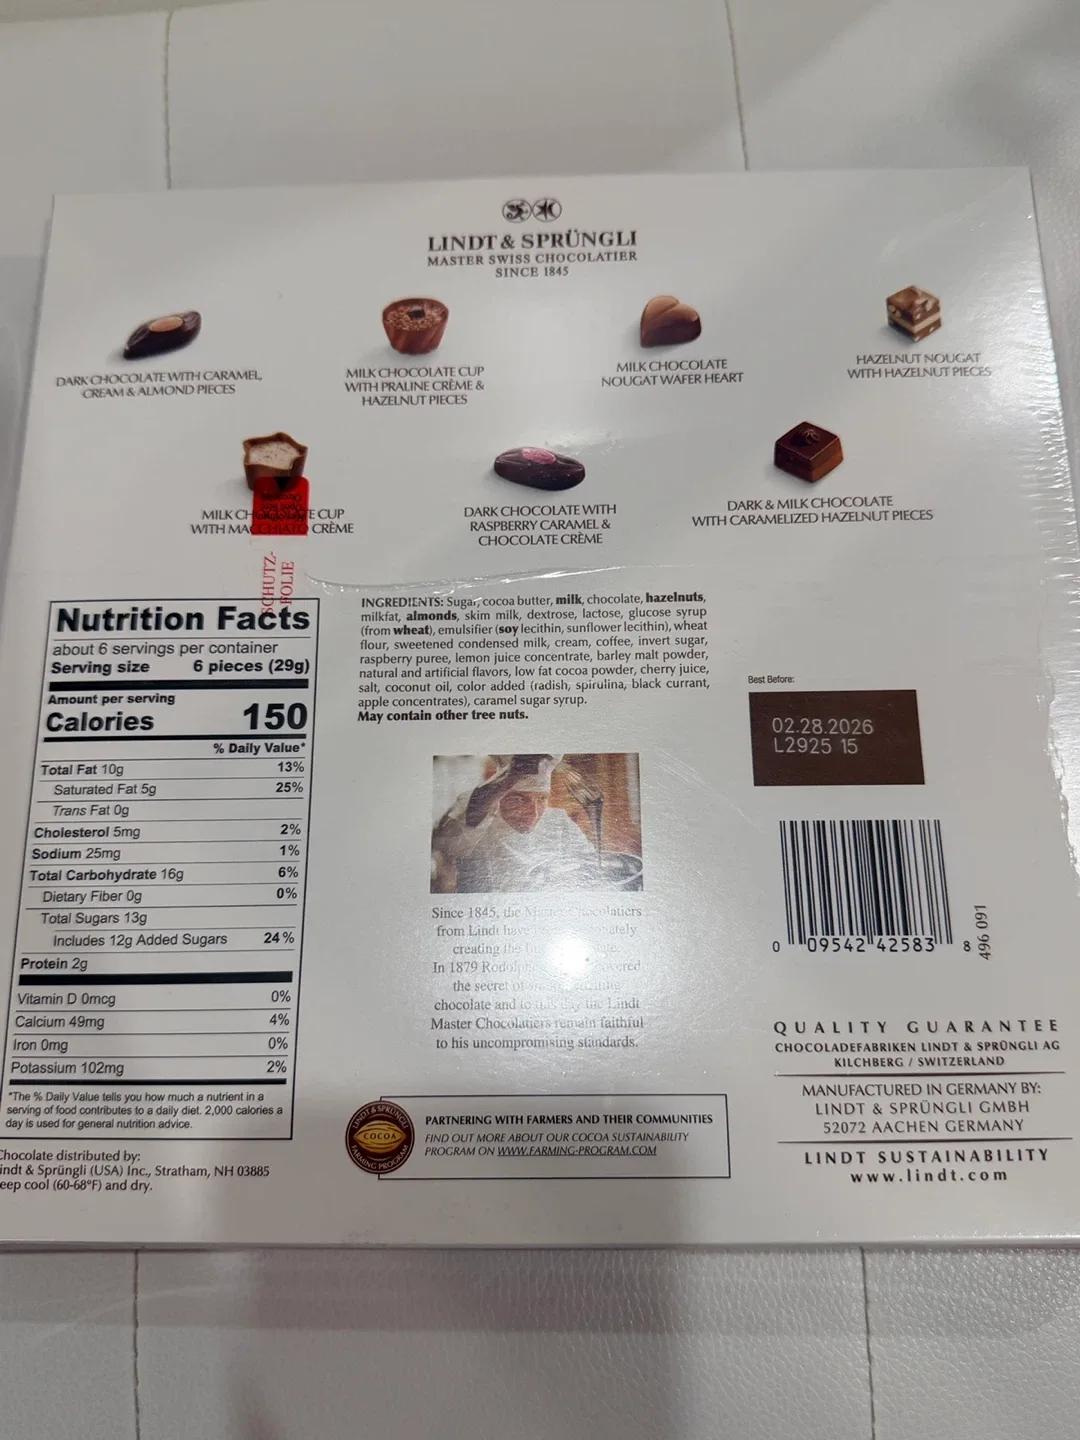 LINDT & SPRÜNGLI
MASTER SWISS CHOCOLATIER
SINCE 1845
DARK CHOCOLATE WITH CARAMEL,
CREAM & ALMOND PIECES
MILK CHOCOLATE CUP
WITH PRALINE CRÈME &
HAZELNUT PIECES
MILK CHOCOLATE
NOUGAT WAFER HEART
HAZELNUT NOUGAT
WITH HAZELNUT PIECES
MILK CHOCOLATE CUP
WITH MACCHIATO CRÈME
DARK CHOCOLATE WITH
RASPBERRY CARAMEL &
CHOCOLATE CRÈME
DARK & MILK CHOCOLATE
WITH CARAMELIZED HAZELNUT PIECES
SCHUTZ-
FOLIE
Nutrition Facts
about 6 servings per container
Serving size 6 pieces (29g)
Amount per serving
Calories 150
% Daily Value*
Total Fat 10g 13%
Saturated Fat 5g 25%
Trans Fat 0g
Cholesterol 5mg 2%
Sodium 25mg 1%
Total Carbohydrate 16g 6%
Dietary Fiber 0g 0%
Total Sugars 13g
Includes 12g Added Sugars 24%
Protein 2g
Vitamin D 0mcg 0%
Calcium 49mg 4%
Iron 0mg 0%
Potassium 102mg 2%
*The % Daily Value tells you how much a nutrient in a
serving of food contributes to a daily diet. 2,000 calories a
day is used for general nutrition advice.
Chocolate distributed by:
indt & Sprüngli (USA) Inc., Stratham, NH 03885
eep cool (60-68°F) and dry.
INGREDIENTS: Sugar, cocoa butter, milk, chocolate, hazelnuts,
milkfat, almonds, skim milk, dextrose, lactose, glucose syrup
(from wheat), emulsifier (soy lecithin, sunflower lecithin), wheat
flour, sweetened condensed milk, cream, coffee, invert sugar,
raspberry puree, lemon juice concentrate, barley malt powder,
natural and artificial flavors, low fat cocoa powder, cherry juice,
salt, coconut oil, color added (radish, spirulina, black currant,
apple concentrates), caramel sugar syrup.
May contain other tree nuts.
Since 1845, the Master Chocolatiers
from Lindt have
creating the
In 1879 Rodolphe
the secret of
chocolate and to this day the Lindt
Master Chocolatiers remain faithful
to his uncompromising standards.
LINDT & SPRÜNGLI
COCOA
FARMING PROGRAM
PARTNERING WITH FARMERS AND THEIR COMMUNITIES
FIND OUT MORE ABOUT OUR COCOA SUSTAINABILITY
PROGRAM ON WWW.FARMING-PROGRAM.COM
Best Before:
02.28.2026
L2925 15
0 09542 42583 8
496 091
QUALITY GUARANTEE
CHOCOLADEFABRIKEN LINDT & SPRÜNGLI AG
KILCHBERG / SWITZERLAND
MANUFACTURED IN GERMANY BY:
LINDT & SPRÜNGLI GMBH
52072 AACHEN GERMANY
LINDT SUSTAINABILITY
www.lindt.com